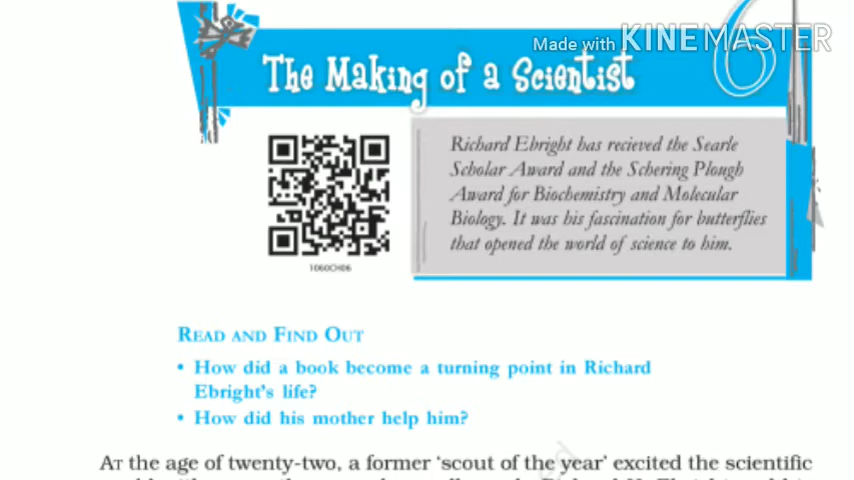 Made with KINEMASTER
6
The Making of a Scientist
Richard Ebright has recieved the Searle
Scholar Award and the Schering Plough
Award for Biochemistry and Molecular
Biology. It was his fascination for butterflies
that opened the world of science to him.
1060CH06
READ AND FIND OUT
• How did a book become a turning point in Richard
Ebright's life?
• How did his mother help him?
AT the age of twenty-two, a former ‘scout of the year’ excited the scientific